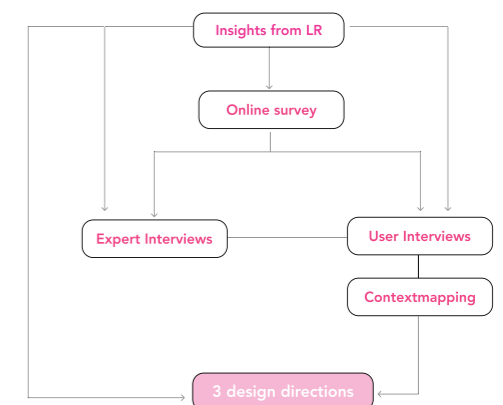 Insights from LR
Online survey
Expert Interviews
User Interviews
Contextmapping
3 design directions